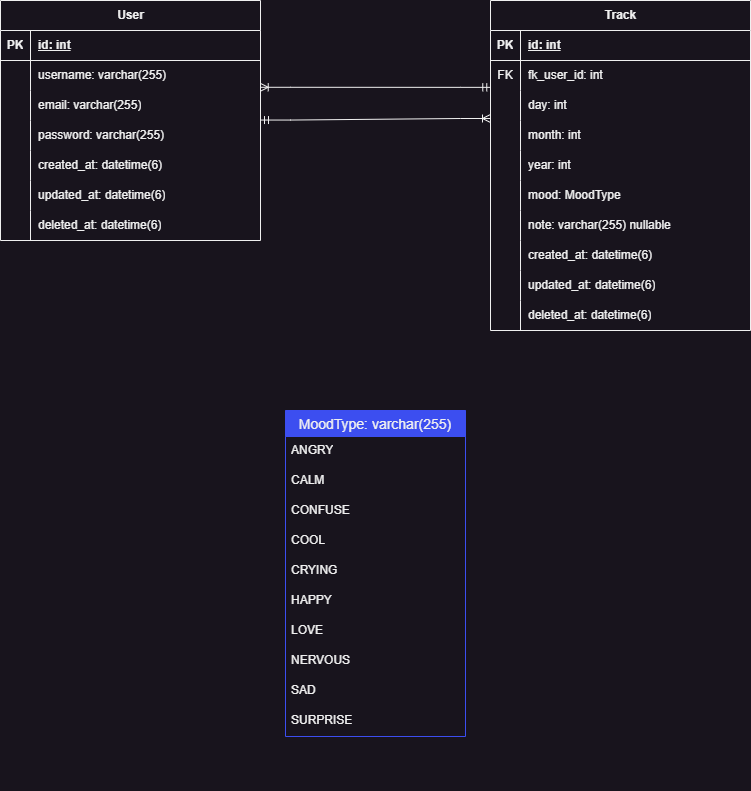 User
PK id: int
username: varchar(255)
email: varchar(255)
password: varchar(255)
created_at: datetime(6)
updated_at: datetime(6)
deleted_at: datetime(6)
Track
PK id: int
FK fk_user_id: int
day: int
month: int
year: int
mood: MoodType
note: varchar(255) nullable
created_at: datetime(6)
updated_at: datetime(6)
deleted_at: datetime(6)
MoodType: varchar(255)
ANGRY
CALM
CONFUSE
COOL
CRYING
HAPPY
LOVE
NERVOUS
SAD
SURPRISE